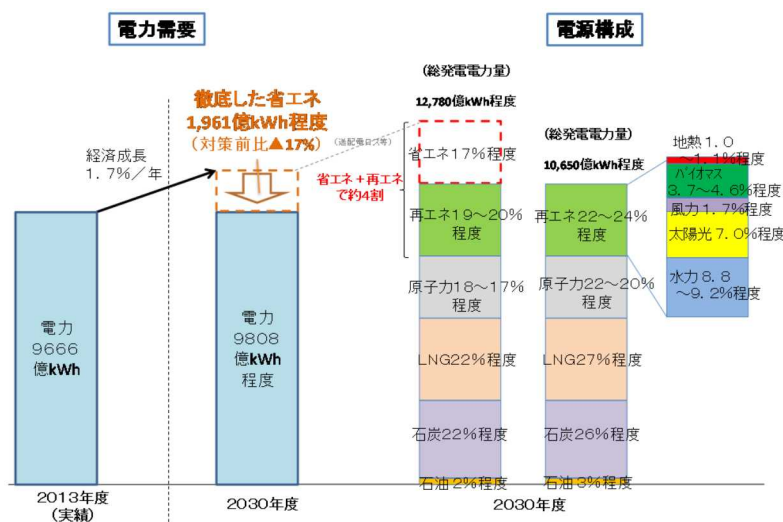 電力需要
電源構成
徹底した省エネ
1,961億kWh程度
(対策前比▲17%)
経済成長
1.7%/年
電力
9666
億kWh
電力
9808
億kWh
程度
2013年度
(実績)
2030年度
(送配電ロス等)
(総発電電力量)
12,780億kWh程度
省エネ17%程度
省エネ+再エネ
で約4割
再エネ19~20%
程度
原子力18~17%
程度
LNG22%程度
石炭22%程度
石油2%程度
(総発電電力量)
10,650億kWh程度
再エネ22~24%
程度
原子力22~20%
程度
LNG27%程度
石炭26%程度
石油 3%程度
2030年度
地熱1.0
~1.1%程度
バイオマス
3.7~4.6%程度
風力1.7%程度
太陽光7.0%程度
水力8.8
~9.2%程度